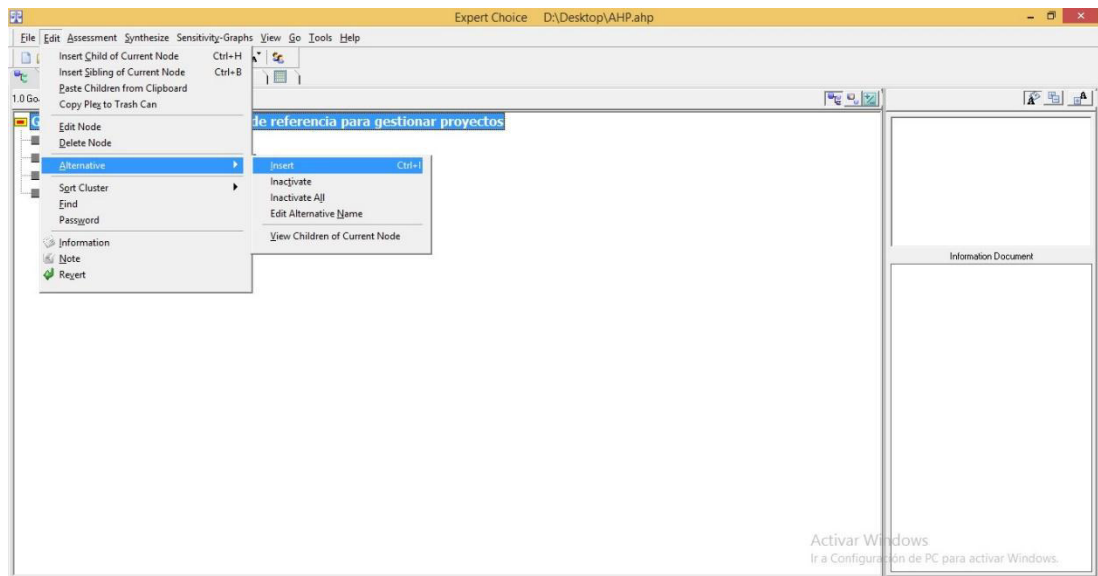 Expert Choice D:\Desktop\AHP.ahp
File Edit Assessment Synthesize Sensitivity-Graphs View Go Tools Help
Insert Child of Current Node Ctrl+H
Insert Sibling of Current Node Ctrl+B
Paste Children from Clipboard
Copy Plex to Trash Can
1.0 Go
G de referencia para gestionar proyectos
Edit Node
Delete Node
Alternative
Insert Ctrl+I
Inactivate
Inactivate All
Edit Alternative Name
View Children of Current Node
Sort Cluster
Find
Password
Information
Note
Revert
Information Document
Activar Windows
Ir a Configuración de PC para activar Windows.